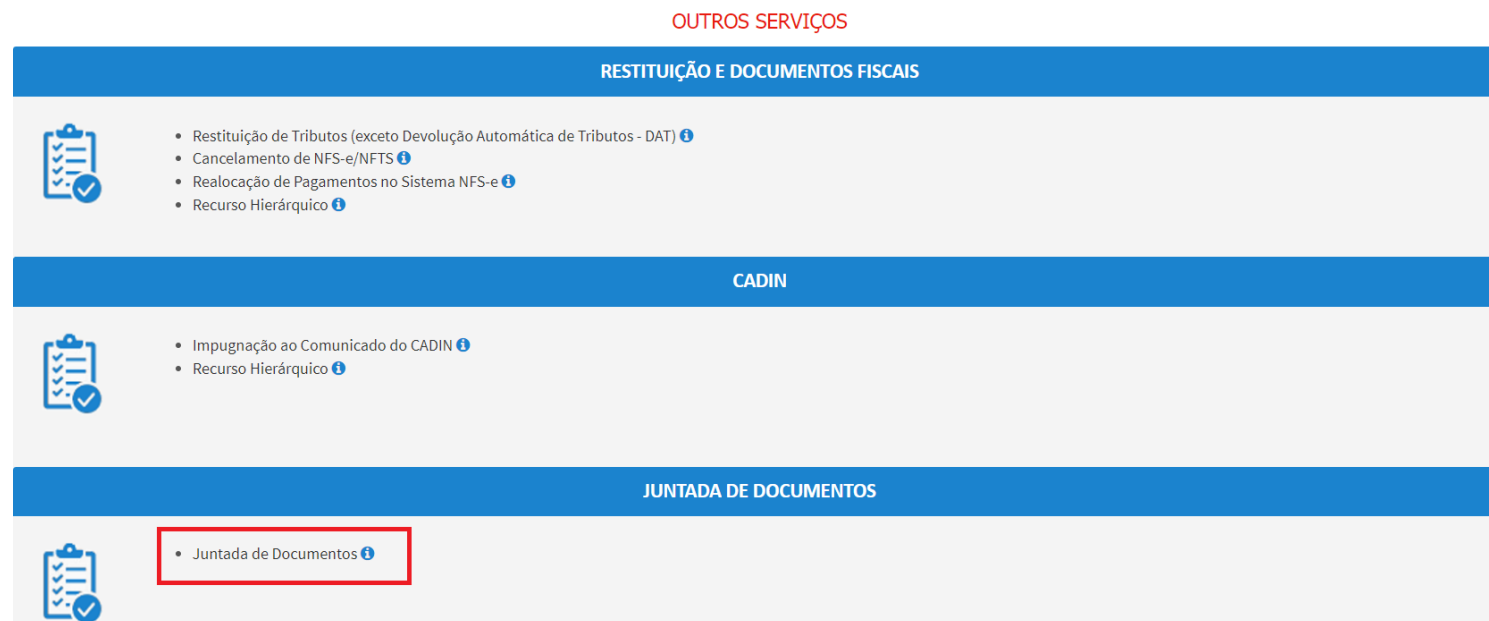 OUTROS SERVIÇOS
RESTITUIÇÃO E DOCUMENTOS FISCAIS
Restituição de Tributos (exceto Devolução Automática de Tributos - DAT)
Cancelamento de NFS-e/NFTS
Realocação de Pagamentos no Sistema NFS-e
Recurso Hierárquico
CADIN
Impugnação ao Comunicado do CADIN
Recurso Hierárquico
JUNTADA DE DOCUMENTOS
Juntada de Documentos